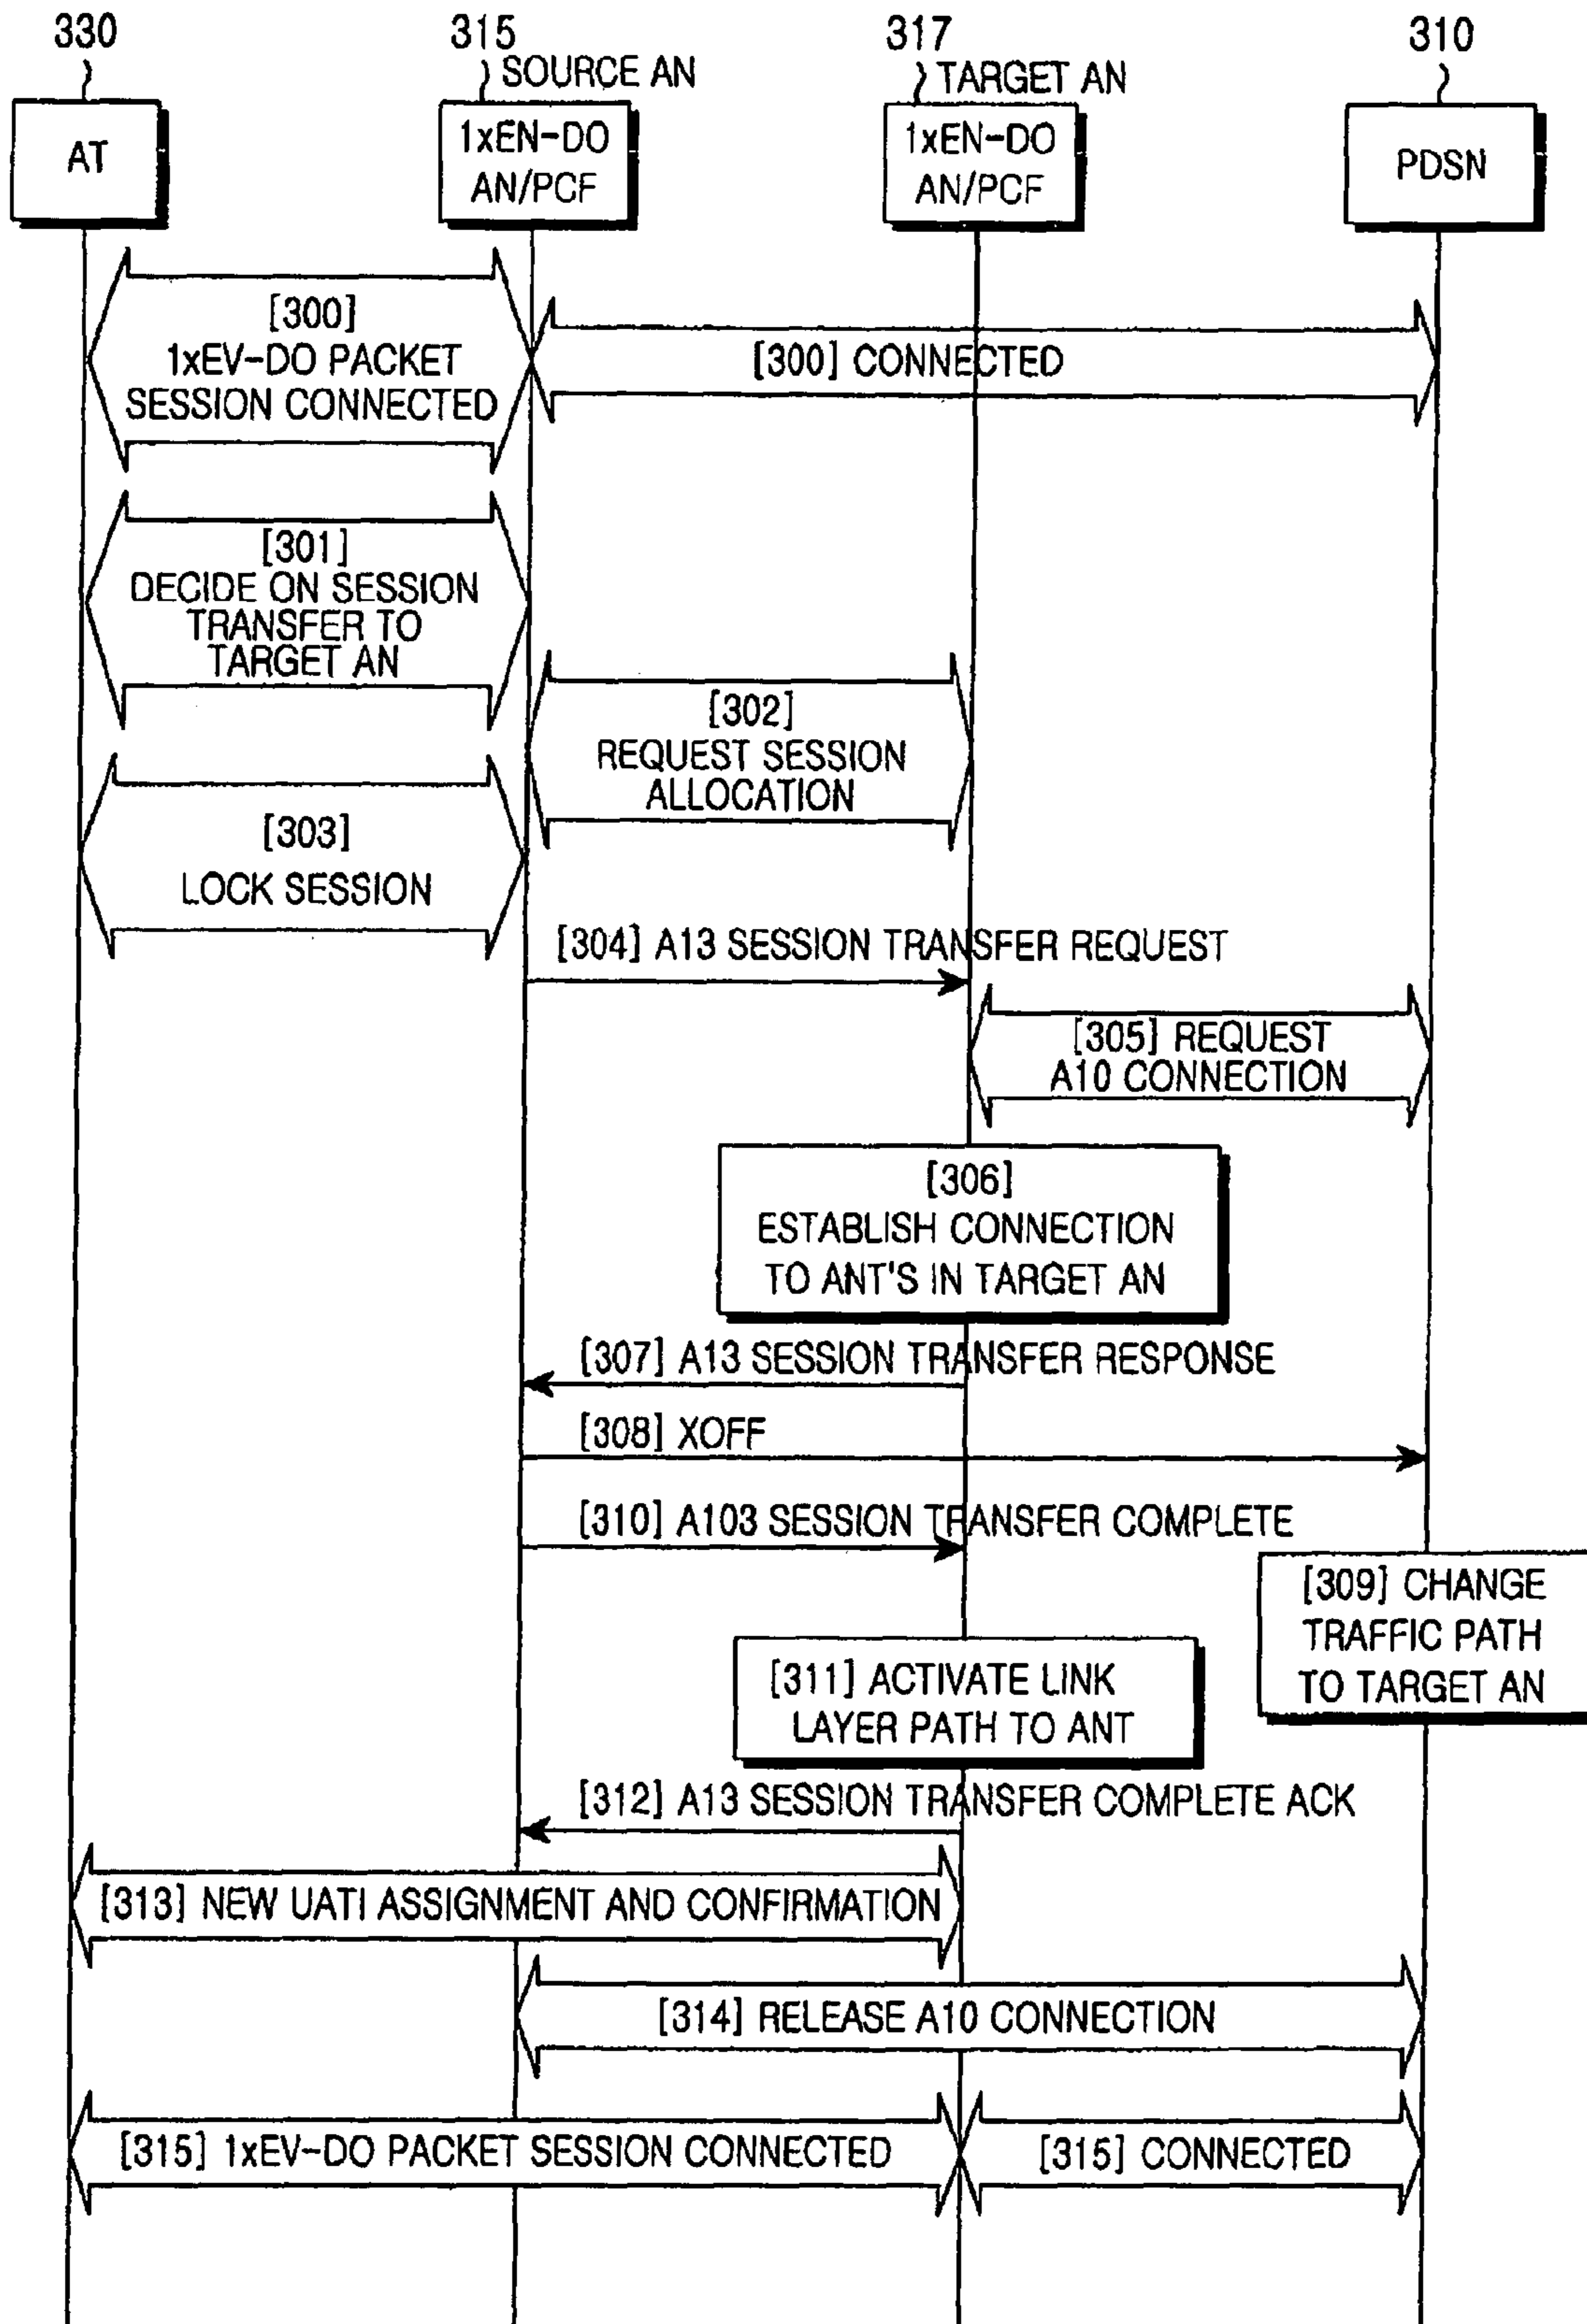 330
315
317
310
SOURCE AN
TARGET AN
AT
1xEN-DO
AN/PCF
1xEN-DO
AN/PCF
PDSN
[300]
1xEV-DO PACKET
SESSION CONNECTED
[300] CONNECTED
[301]
DECIDE ON SESSION
TRANSFER TO
TARGET AN
[302]
REQUEST SESSION
ALLOCATION
[303]
LOCK SESSION
[304] A13 SESSION TRANSFER REQUEST
[305] REQUEST
A10 CONNECTION
[306]
ESTABLISH CONNECTION
TO ANT'S IN TARGET AN
[307] A13 SESSION TRANSFER RESPONSE
[308] XOFF
[310] A103 SESSION TRANSFER COMPLETE
[309] CHANGE
TRAFFIC PATH
TO TARGET AN
[311] ACTIVATE LINK
LAYER PATH TO ANT
[312] A13 SESSION TRANSFER COMPLETE ACK
[313] NEW UATI ASSIGNMENT AND CONFIRMATION
[314] RELEASE A10 CONNECTION
[315] 1xEV-DO PACKET SESSION CONNECTED
[315] CONNECTED